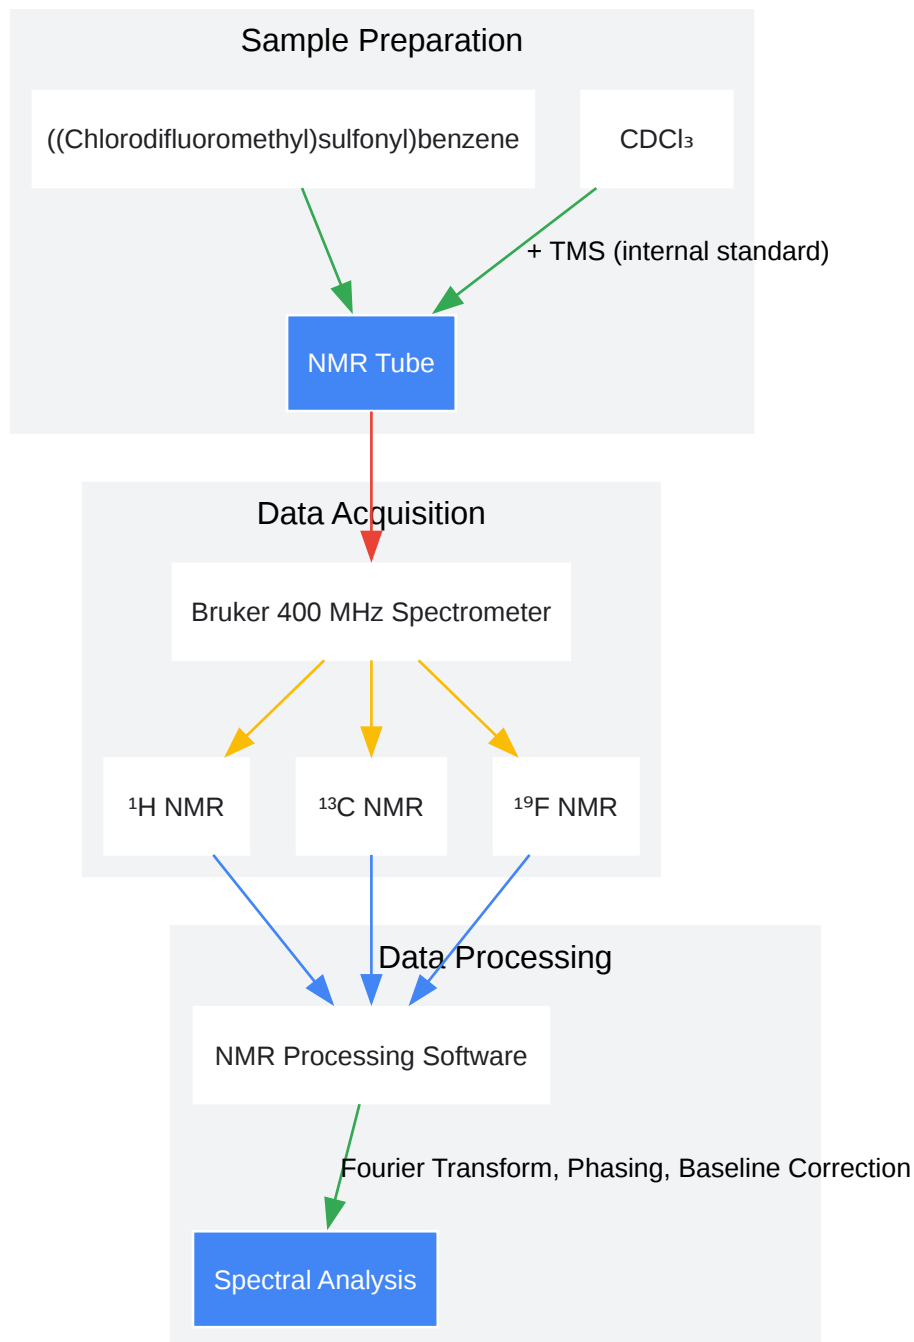 Sample Preparation
((Chlorodifluoromethyl)sulfonyl)benzene
CDCl₃
+ TMS (internal standard)
NMR Tube
Data Acquisition
Bruker 400 MHz Spectrometer
¹H NMR
¹³C NMR
¹⁹F NMR
Data Processing
NMR Processing Software
Fourier Transform, Phasing, Baseline Correction
Spectral Analysis